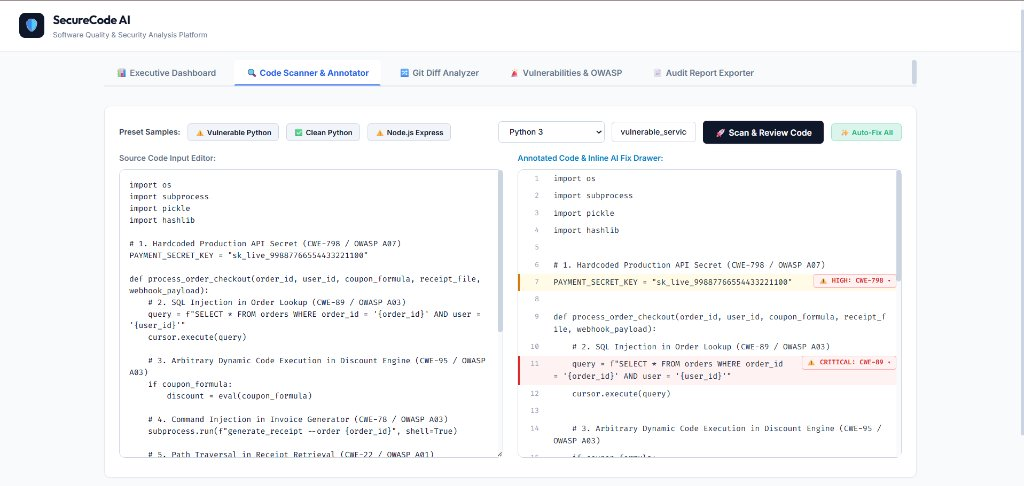 SecureCode AI
Software Quality & Security Analysis Platform
Executive Dashboard
Code Scanner & Annotator
Git Diff Analyzer
Vulnerabilities & OWASP
Audit Report Exporter
Preset Samples:
Vulnerable Python
Clean Python
Node.js Express
Python 3
vulnerable_servic
Scan & Review Code
Auto-Fix All
Source Code Input Editor:
import os
import subprocess
import pickle
import hashlib
# 1. Hardcoded Production API Secret (CWE-798 / OWASP A07)
PAYMENT_SECRET_KEY = "sk_live_99887766554433221100"
def process_order_checkout(order_id, user_id, coupon_formula, receipt_file,
webhook_payload):
# 2. SQL Injection in Order Lookup (CWE-89 / OWASP A03)
query = f"SELECT * FROM orders WHERE order_id = '{order_id}' AND user =
'{user_id}'"
cursor.execute(query)
# 3. Arbitrary Dynamic Code Execution in Discount Engine (CWE-95 / OWASP
A03)
if coupon_formula:
discount = eval(coupon_formula)
# 4. Command Injection in Invoice Generator (CWE-78 / OWASP A03)
subprocess.run(f"generate_receipt --order {order_id}", shell=True)
# 5. Path Traversal in Receipt Retrieval (CWE-22 / OWASP A01)
Annotated Code & Inline AI Fix Drawer:
1 import os
2 import subprocess
3 import pickle
4 import hashlib
5
6 # 1. Hardcoded Production API Secret (CWE-798 / OWASP A07)
7 PAYMENT_SECRET_KEY = "sk_live_99887766554433221100" HIGH: CWE-798
8
9 def process_order_checkout(order_id, user_id, coupon_formula, receipt_f
ile, webhook_payload):
10 # 2. SQL Injection in Order Lookup (CWE-89 / OWASP A03)
11 query = f"SELECT * FROM orders WHERE order_id CRITICAL: CWE-89
= '{order_id}' AND user = '{user_id}'"
12 cursor.execute(query)
13
14 # 3. Arbitrary Dynamic Code Execution in Discount Engine (CWE-95 /
OWASP A03)
15 if coupon_formula: